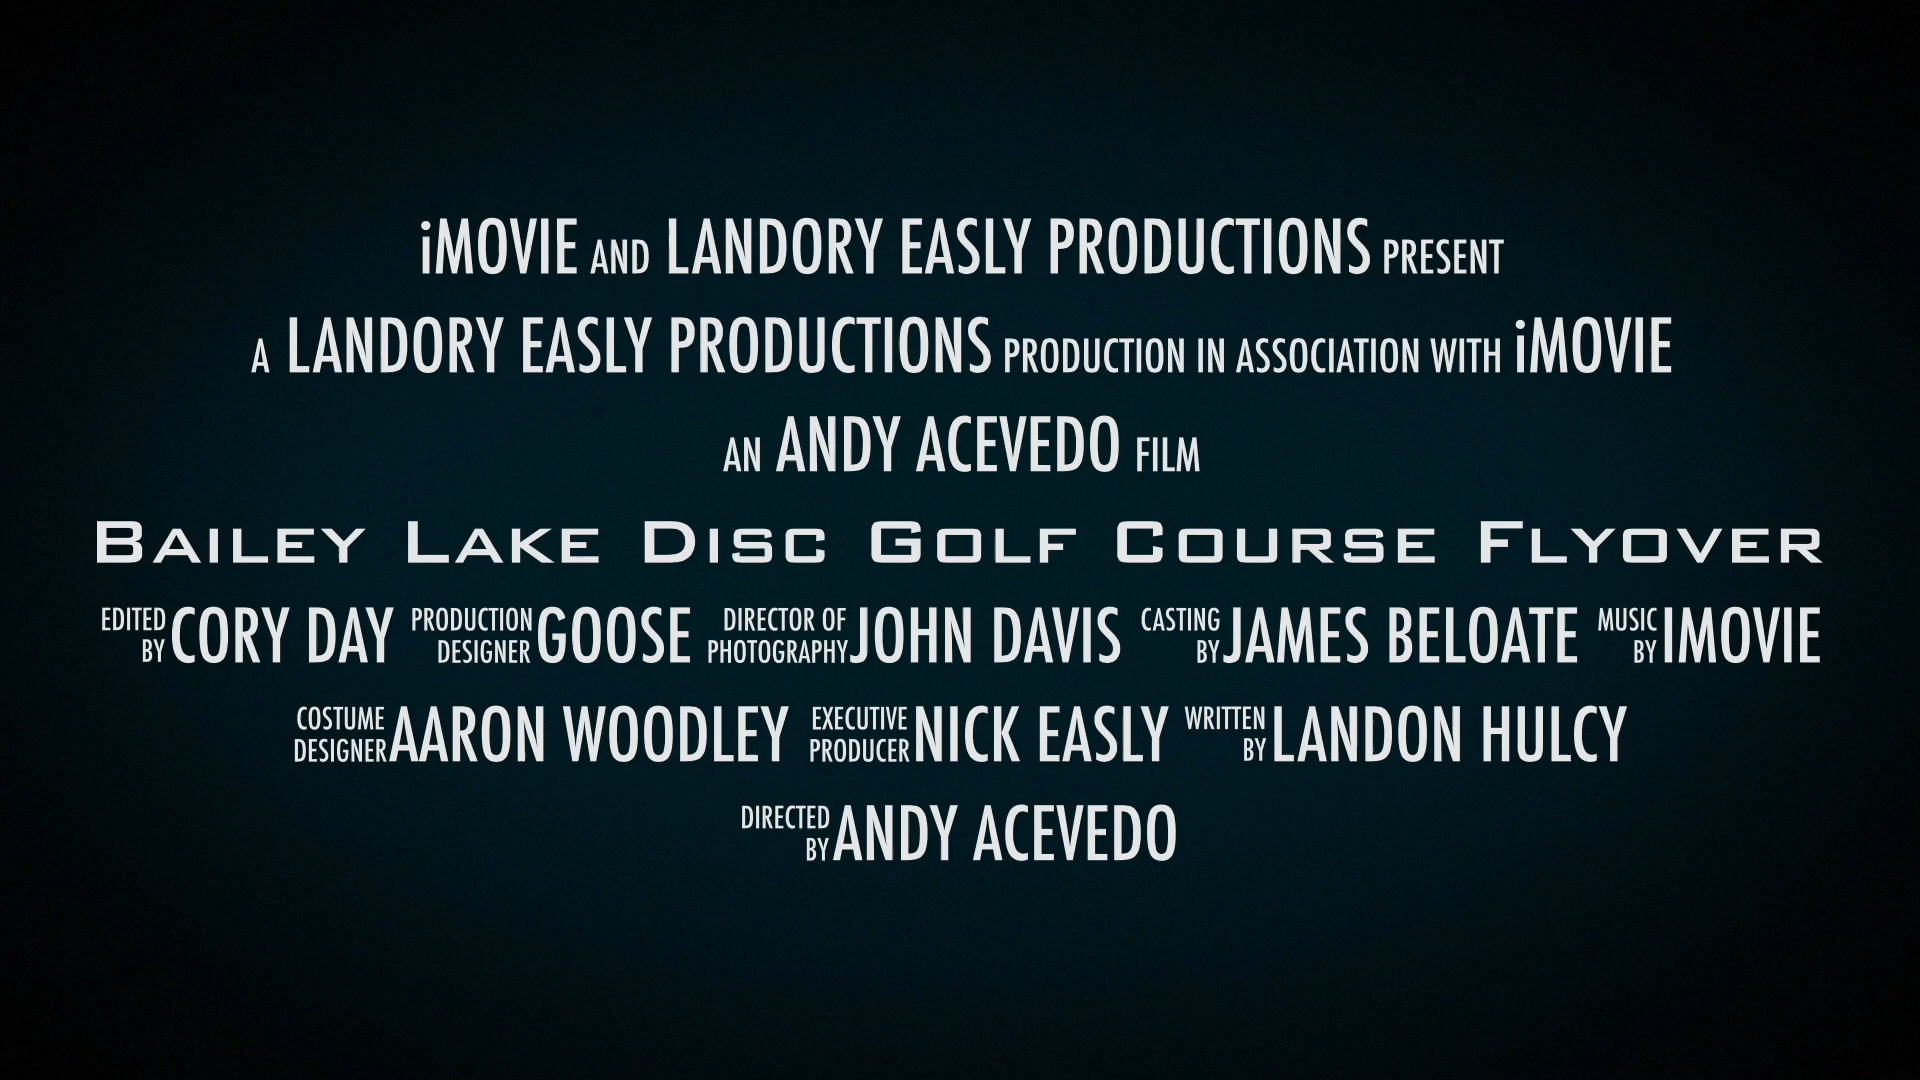 iMOVIE AND LANDORY EASLY PRODUCTIONS PRESENT
A LANDORY EASLY PRODUCTIONS PRODUCTION IN ASSOCIATION WITH iMOVIE
AN ANDY ACEVEDO FILM
BAILEY LAKE DISC GOLF COURSE FLYOVER
EDITED BY CORY DAY PRODUCTION DESIGNER GOOSE DIRECTOR OF PHOTOGRAPHY JOHN DAVIS CASTING BY JAMES BELOATE MUSIC BY IMOVIE
COSTUME DESIGNER AARON WOODLEY EXECUTIVE PRODUCER NICK EASLY WRITTEN BY LANDON HULCY
DIRECTED BY ANDY ACEVEDO